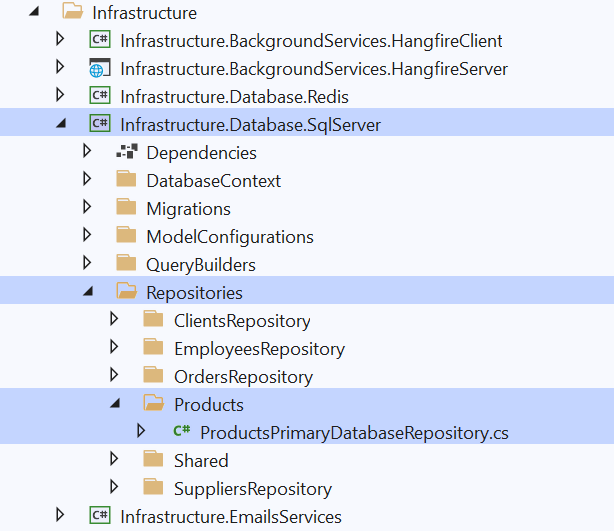 Infrastructure
C# Infrastructure.BackgroundServices.HangfireClient
Infrastructure.BackgroundServices.HangfireServer
C# Infrastructure.Database.Redis
C# Infrastructure.Database.SqlServer
Dependencies
DatabaseContext
Migrations
ModelConfigurations
QueryBuilders
Repositories
ClientsRepository
EmployeesRepository
OrdersRepository
Products
C# ProductsPrimaryDatabaseRepository.cs
Shared
SuppliersRepository
C# Infrastructure.EmailsServices